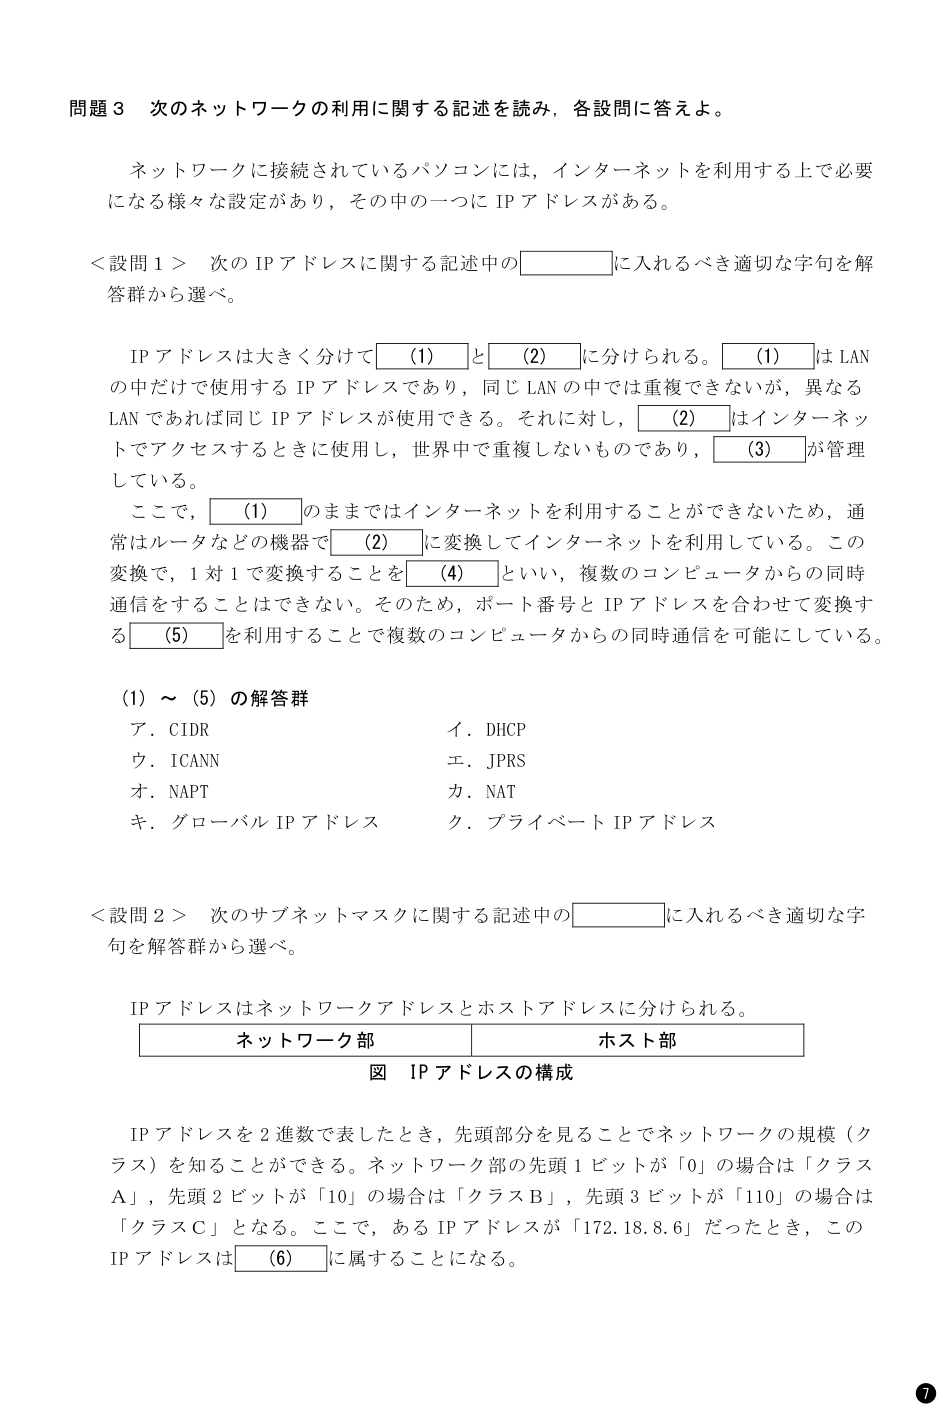 問題３　次のネットワークの利用に関する記述を読み，各設問に答えよ。
ネットワークに接続されているパソコンには，インターネットを利用する上で必要
になる様々な設定があり，その中の一つに IP アドレスがある。
＜設問１＞　次の IP アドレスに関する記述中の　　　　に入れるべき適切な字句を解
答群から選べ。
IP アドレスは大きく分けて (1) と (2) に分けられる。 (1) は LAN
の中だけで使用する IP アドレスであり，同じ LAN の中では重複できないが，異なる
LAN であれば同じ IP アドレスが使用できる。それに対し， (2) はインターネッ
トでアクセスするときに使用し，世界中で重複しないものであり， (3) が管理
している。
ここで， (1) のままではインターネットを利用することができないため，通
常はルータなどの機器で (2) に変換してインターネットを利用している。この
変換で，1 対 1 で変換することを (4) といい，複数のコンピュータからの同時
通信をすることはできない。そのため，ポート番号と IP アドレスを合わせて変換す
る (5) を利用することで複数のコンピュータからの同時通信を可能にしている。
(1) ～ (5) の解答群
ア．CIDR　イ．DHCP
ウ．ICANN　エ．JPRS
オ．NAPT　カ．NAT
キ．グローバル IP アドレス　ク．プライベート IP アドレス
＜設問２＞　次のサブネットマスクに関する記述中の　　　　に入れるべき適切な字
句を解答群から選べ。
IP アドレスはネットワークアドレスとホストアドレスに分けられる。
ネットワーク部　ホスト部
図　IP アドレスの構成
IP アドレスを 2 進数で表したとき，先頭部分を見ることでネットワークの規模（ク
ラス）を知ることができる。ネットワーク部の先頭 1 ビットが「0」の場合は「クラス
Ａ」，先頭 2 ビットが「10」の場合は「クラスＢ」，先頭 3 ビットが「110」の場合は
「クラスＣ」となる。ここで，ある IP アドレスが「172.18.8.6」だったとき，この
IP アドレスは (6) に属することになる。
7